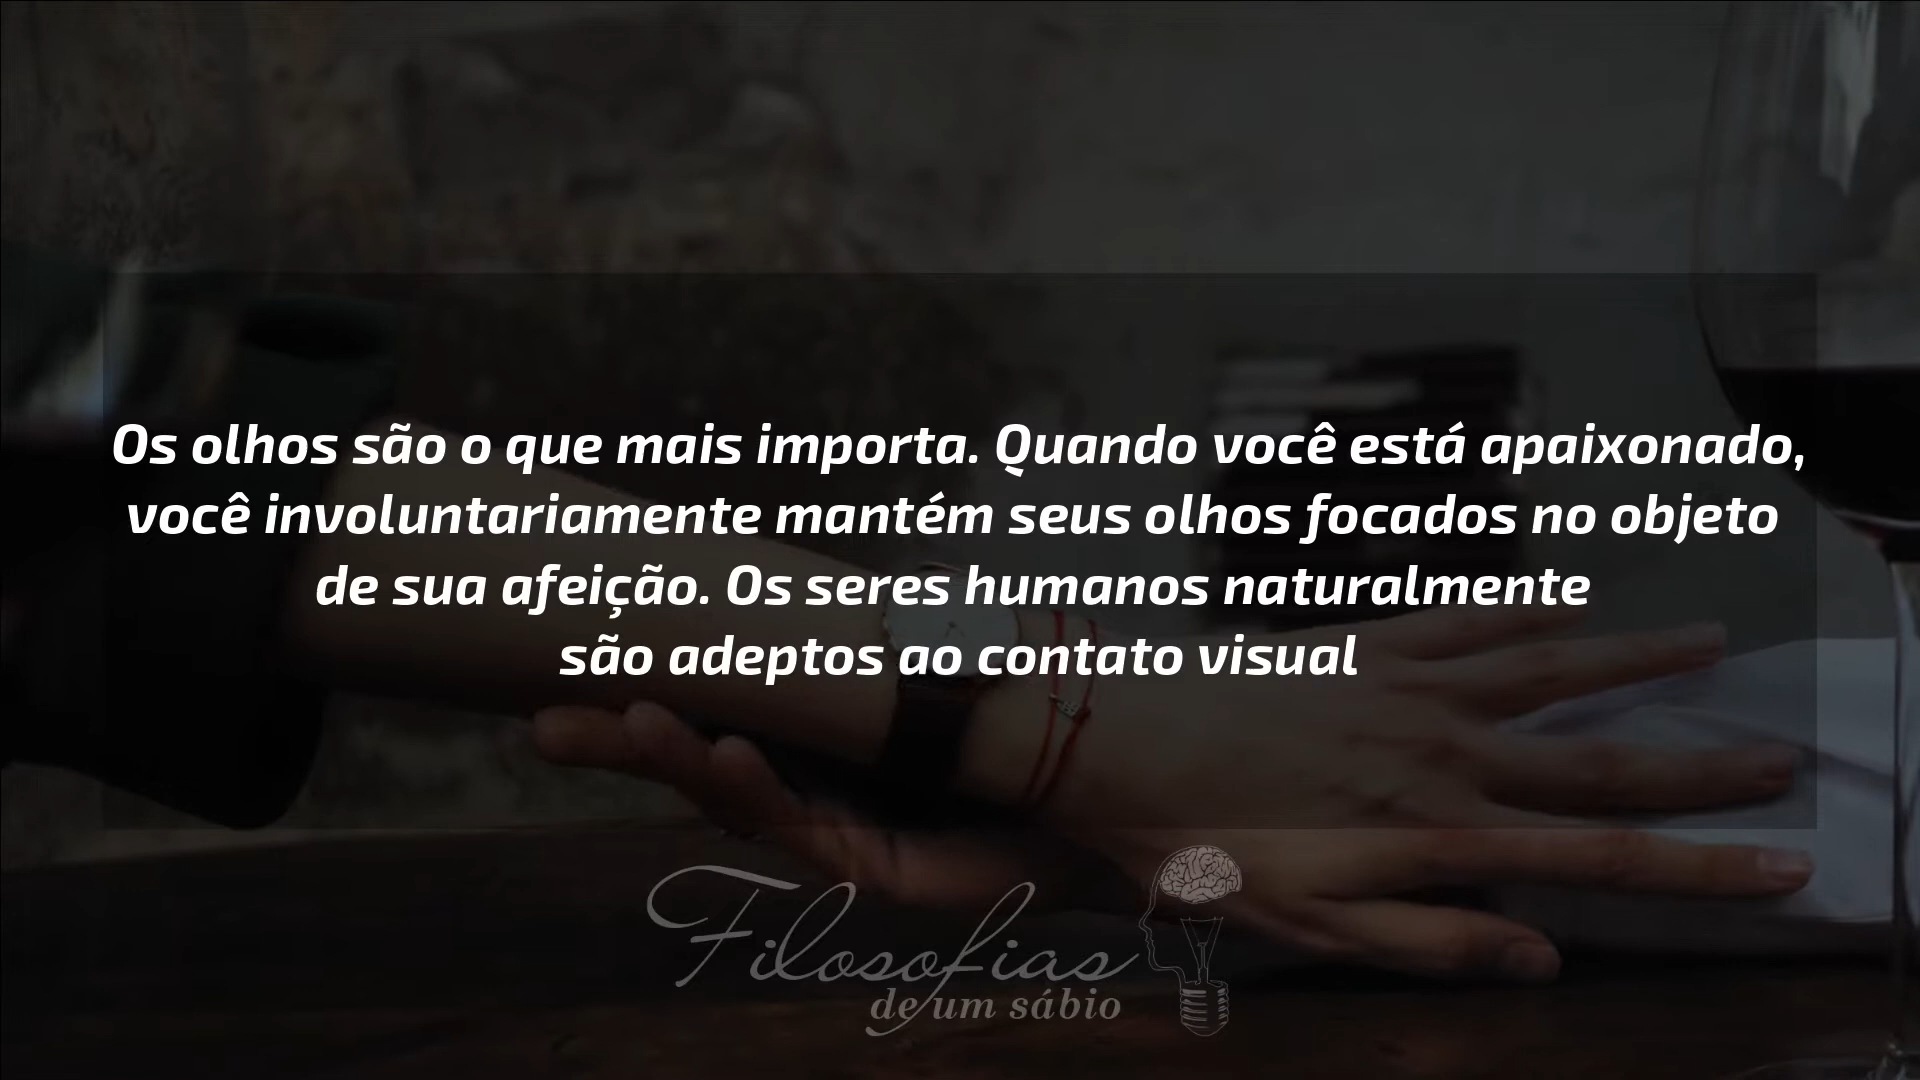 Os olhos são o que mais importa. Quando você está apaixonado,
você involuntariamente mantém seus olhos focados no objeto
de sua afeição. Os seres humanos naturalmente
são adeptos ao contato visual
Filosofias
de um sábio